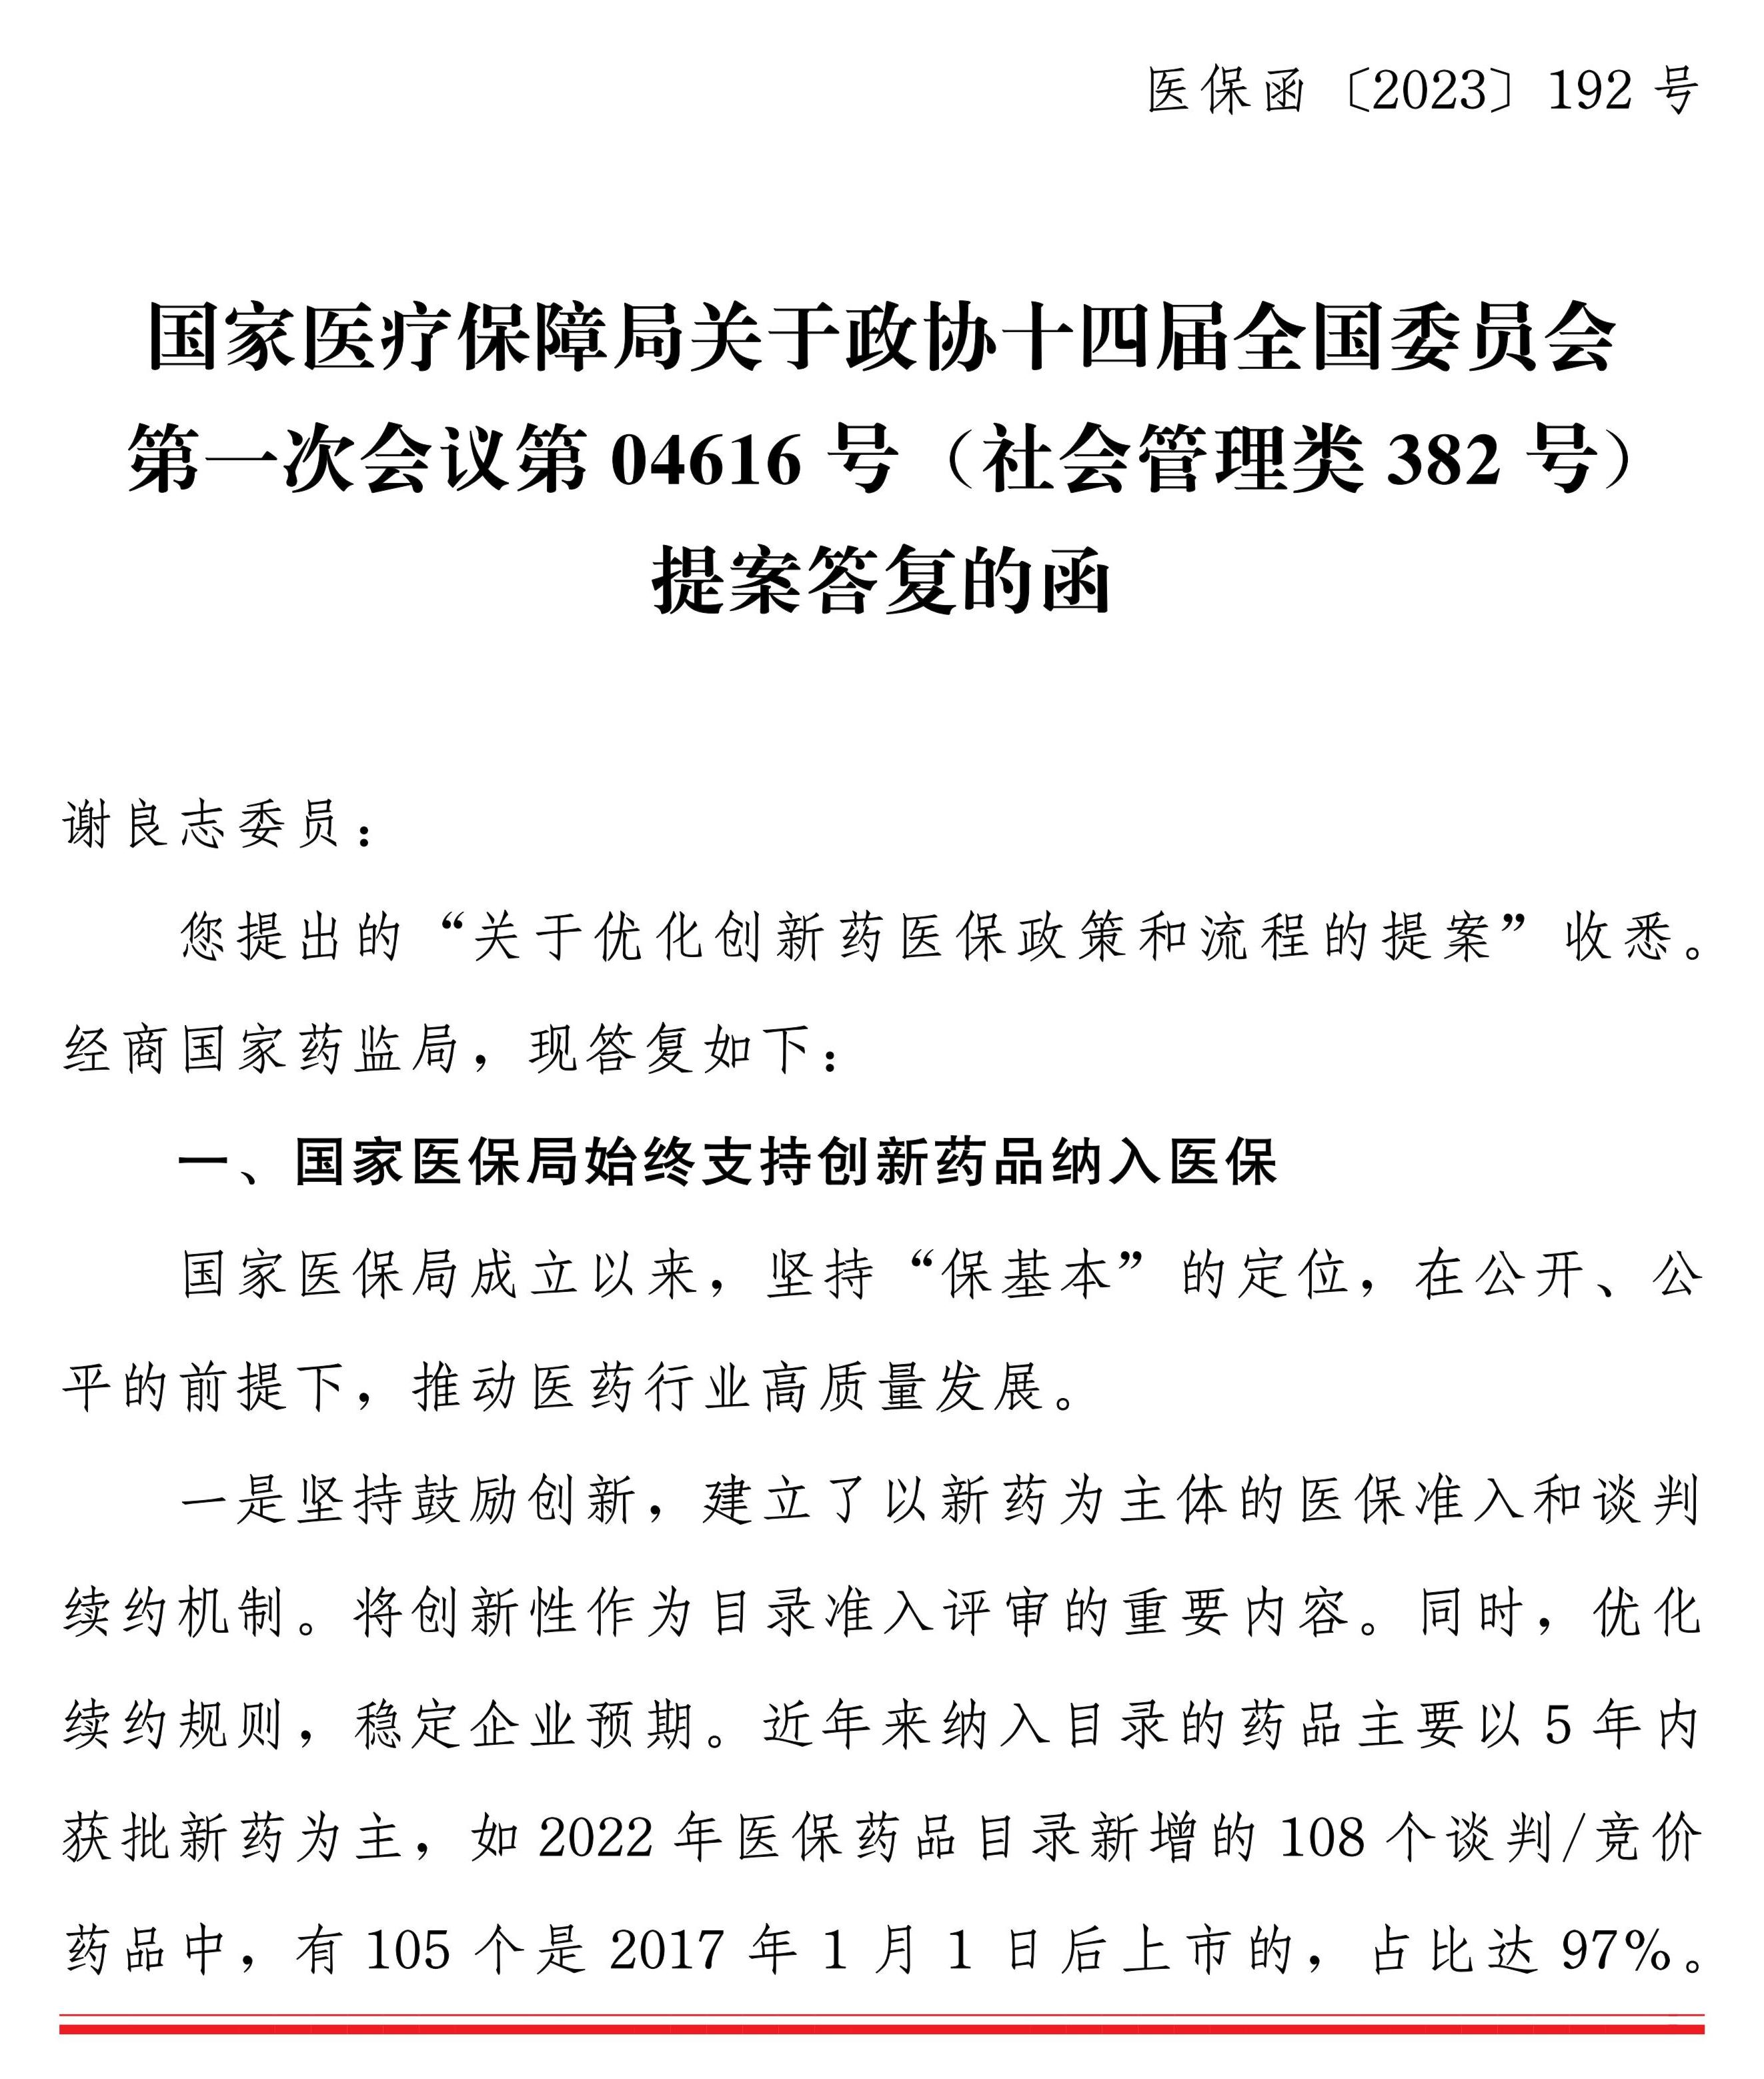 医保函〔2023〕192 号
国家医疗保障局关于政协十四届全国委员会
第一次会议第 04616 号（社会管理类 382 号）
提案答复的函
谢良志委员：
您提出的“关于优化创新药医保政策和流程的提案”收悉。
经商国家药监局，现答复如下：
一、国家医保局始终支持创新药品纳入医保
国家医保局成立以来，坚持“保基本”的定位，在公开、公
平的前提下，推动医药行业高质量发展。
一是坚持鼓励创新，建立了以新药为主体的医保准入和谈判
续约机制。将创新性作为目录准入评审的重要内容。同时，优化
续约规则，稳定企业预期。近年来纳入目录的药品主要以 5 年内
获批新药为主，如 2022 年医保药品目录新增的 108 个谈判/竞价
药品中，有 105 个是 2017 年 1 月 1 日后上市的，占比达 97%。